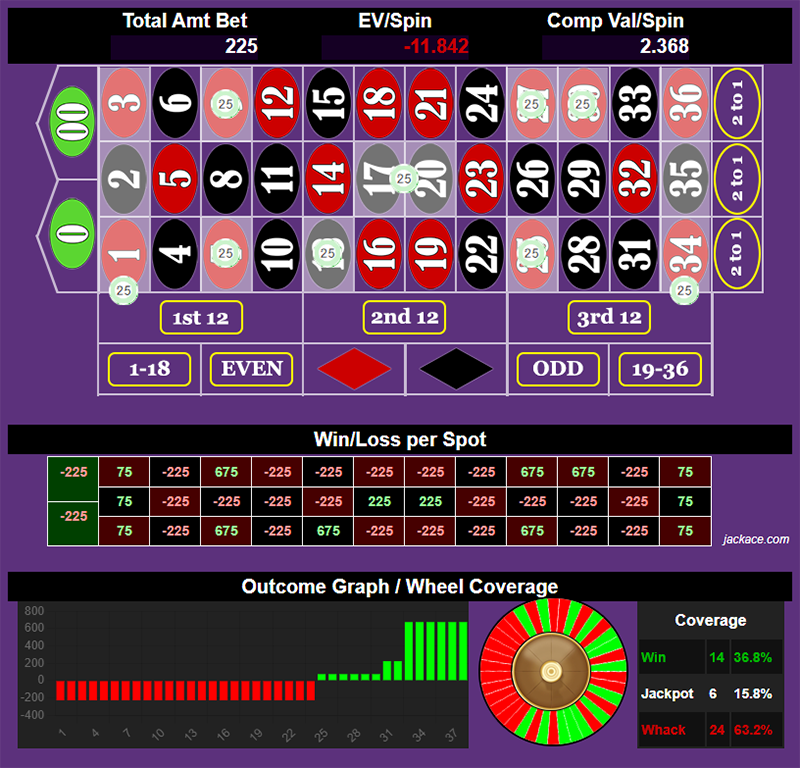 Total Amt Bet EV/Spin Comp Val/Spin
225 -11.842 2.368
00 3 6 25 12 15 18 21 24 27 25 25 33 36 2 to 1
2 5 8 11 14 17 25 20 23 26 29 32 35 2 to 1
0 1 4 25 10 25 16 19 22 25 28 31 34 2 to 1
25 25
1st 12 2nd 12 3rd 12
1-18 EVEN ODD 19-36
Win/Loss per Spot
-225 75 -225 675 -225 -225 -225 -225 -225 675 675 -225 75
75 -225 -225 -225 -225 225 225 -225 -225 -225 -225 75
-225 75 -225 675 -225 675 -225 -225 -225 675 -225 -225 75
jackace.com
Outcome Graph / Wheel Coverage
800
600
400
200
0
-200
-400
1 4 7 10 13 16 19 22 25 28 31 34 37
Coverage
Win 14 36.8%
Jackpot 6 15.8%
Whack 24 63.2%